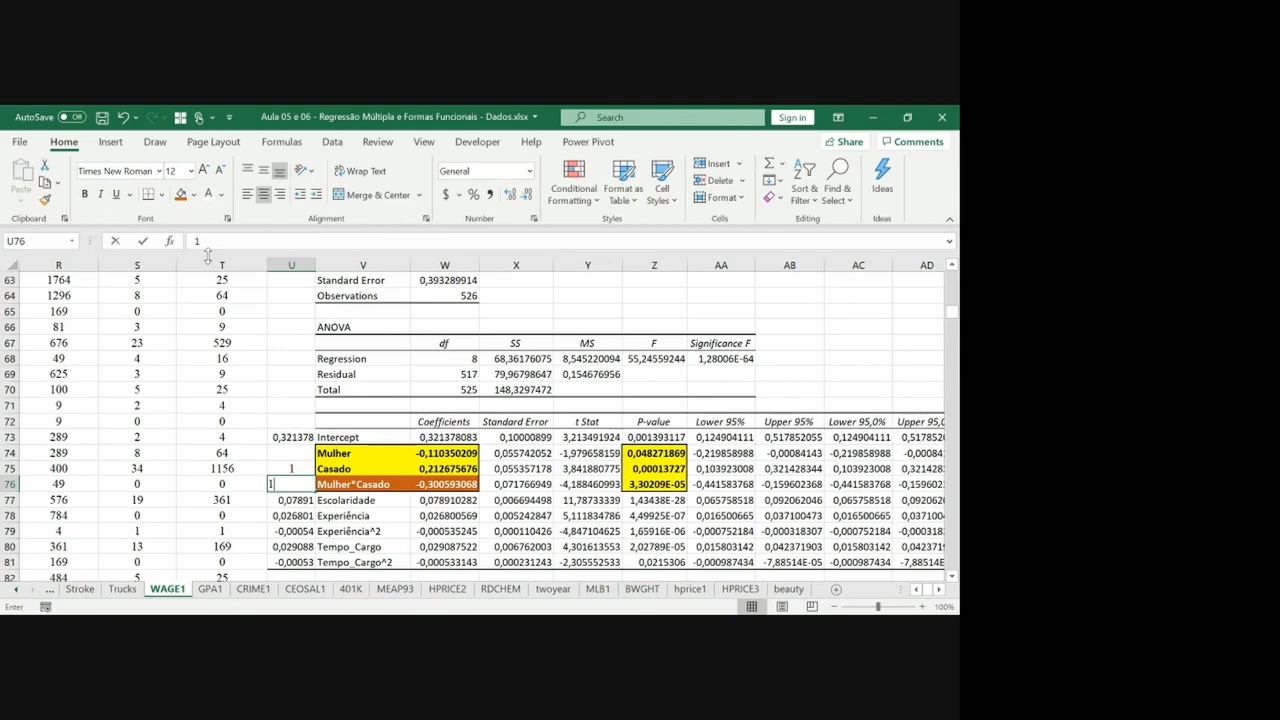 AutoSave Off Aula 05 e 06 - Regressão Múltipla e Formas Funcionais - Dados.xlsx Search Sign in
File Home Insert Draw Page Layout Formulas Data Review View Developer Help Power Pivot Share Comments
Paste Times New Roman 12 A A Wrap Text General Conditional Formatting Format as Table Cell Styles Insert Delete Format Sort & Filter Find & Select Ideas
B I U A Merge & Center $ % 9
Clipboard Font Alignment Number Styles Cells Editing Ideas
U76 fx 1
R S T U V W X Y Z AA AB AC AD
63 1764 5 25 Standard Error 0,393289914
64 1296 8 64 Observations 526
65 169 0 0
66 81 3 9 ANOVA
67 676 23 529 df SS MS F Significance F
68 49 4 16 Regression 8 68,36176075 8,545220094 55,24559244 1,28006E-64
69 625 3 9 Residual 517 79,96798647 0,154676956
70 100 5 25 Total 525 148,3297472
71 9 2 4
72 9 0 0 Coefficients Standard Error t Stat P-value Lower 95% Upper 95% Lower 95,0% Upper 95,0
73 289 2 4 0,321378 Intercept 0,321378083 0,10000899 3,213491924 0,001393117 0,124904111 0,517852055 0,124904111 0,517852
74 289 8 64 Mulher -0,110350209 0,055742052 -1,979658159 0,048271869 -0,219858988 -0,00084143 -0,219858988 -0,00084
75 400 34 1156 1 Casado 0,212675676 0,055357178 3,841880775 0,00013727 0,103923008 0,321428344 0,103923008 0,32142
76 49 0 0 1 Mulher*Casado -0,300593068 0,071766949 -4,188460993 3,30209E-05 -0,441583768 -0,159602368 -0,441583768 -0,15960
77 576 19 361 0,07891 Escolaridade 0,078910282 0,006694498 11,78733339 1,43438E-28 0,065758518 0,092062046 0,065758518 0,09206
78 784 0 0 0,026801 Experiência 0,026800569 0,005242847 5,111834786 4,49925E-07 0,016500665 0,037100473 0,016500665 0,03710
79 4 1 1 -0,00054 Experiência^2 -0,000535245 0,000110426 -4,847104625 1,65916E-06 -0,000752184 -0,000318307 -0,000752184 -0,00031
80 361 13 169 0,029088 Tempo_Cargo 0,029087522 0,006762003 4,301613553 2,02789E-05 0,015803142 0,042371903 0,015803142 0,04237
81 169 0 0 -0,00053 Tempo_Cargo^2 -0,000533143 0,000231243 -2,305552533 0,0215306 -0,000987434 -7,88514E-05 -0,000987434 -7,88514
82 484 5 25
... Stroke Trucks WAGE1 GPA1 CRIME1 CEOSAL1 401K MEAP93 HPRICE2 RDCHEM twoyear MLB1 BWGHT hprice1 HPRICE3 beauty
Enter 100%